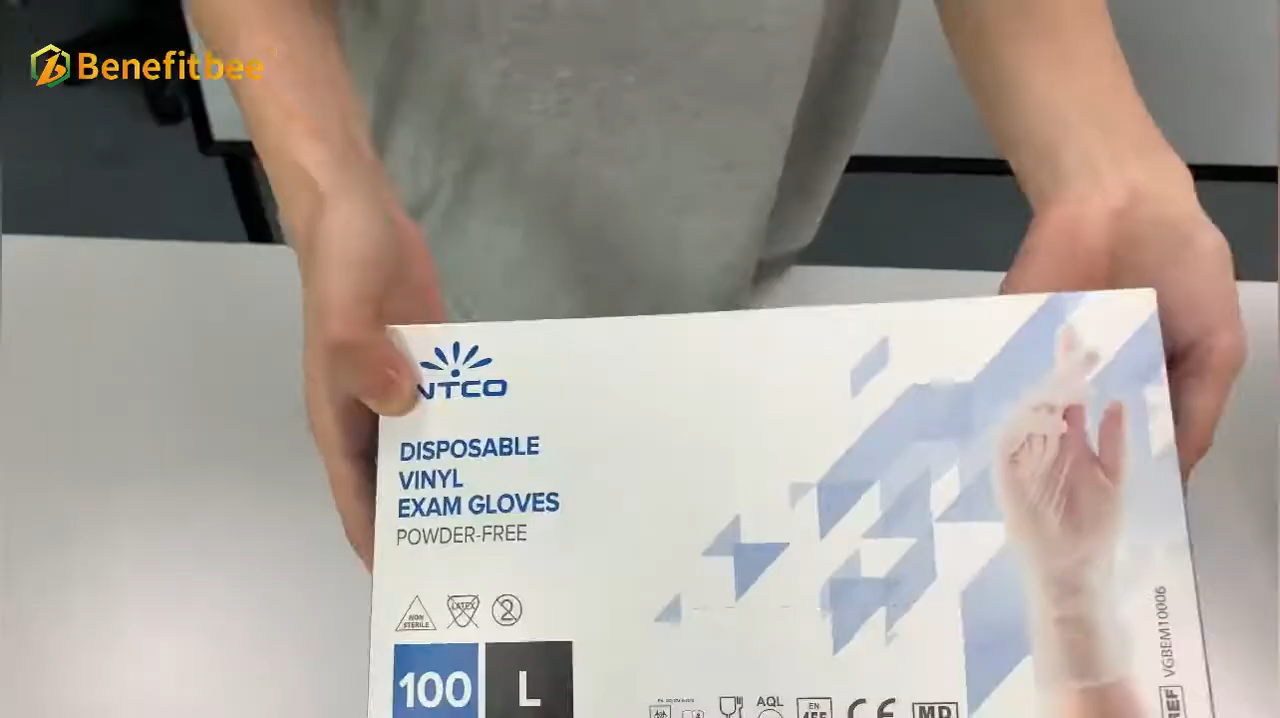 Benefitbee
NTCO
DISPOSABLE
VINYL
EXAM GLOVES
POWDER-FREE
NON
STERILE
LATEX
2
100
L
AQL
EN
455
CE
MD
REF
VGBEM10006